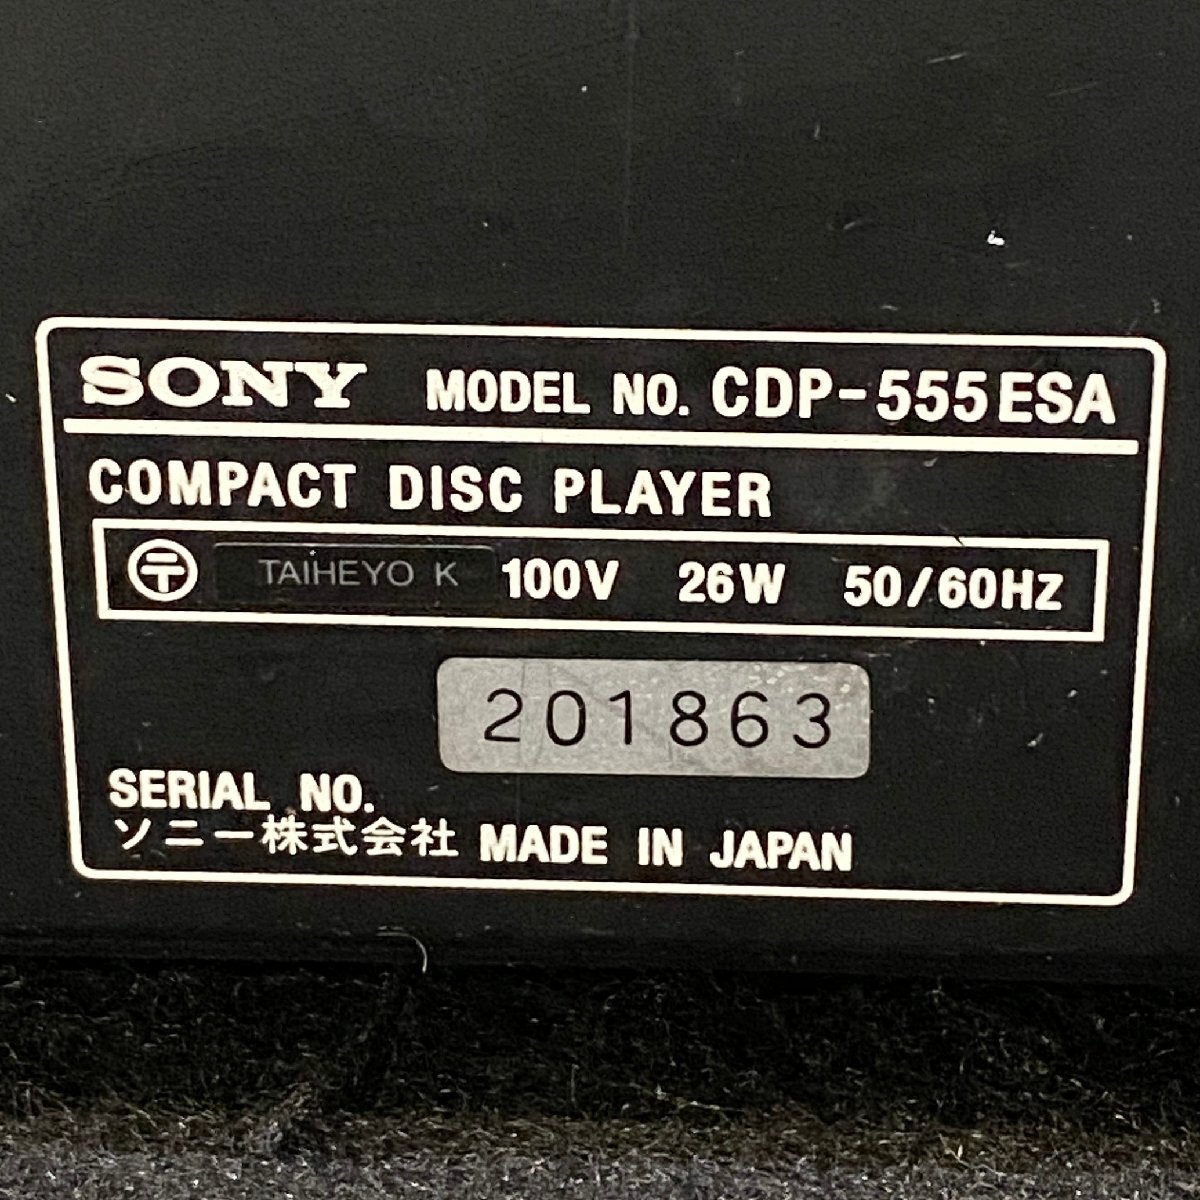 SONY MODEL NO. CDP-555ESA
COMPACT DISC PLAYER
〒 TAIHEYO K 100V 26W 50/60Hz
201863
SERIAL NO.
ソニー株式会社 MADE IN JAPAN